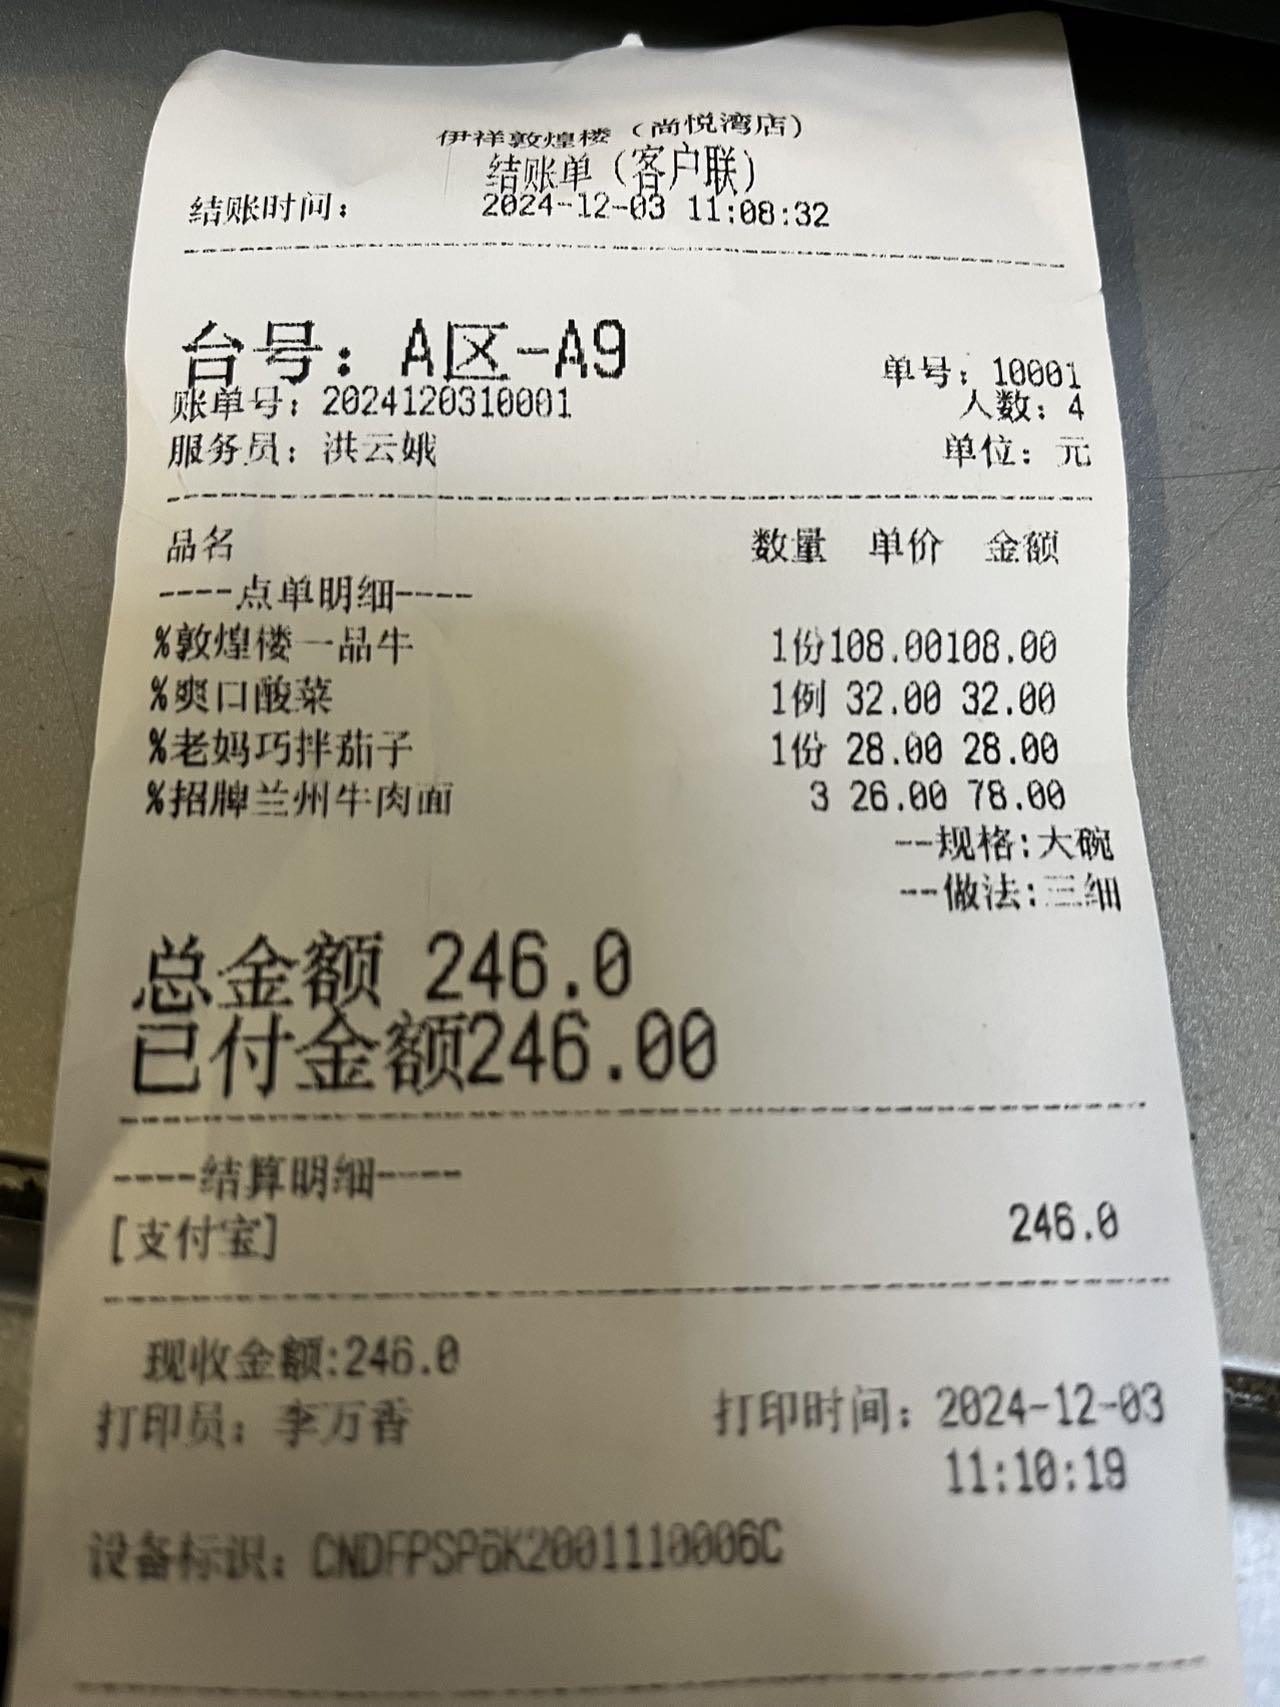 伊祥敦煌楼（尚悦湾店）
结账单（客户联）
结账时间： 2024-12-03 11:08:32
台号：A区-A9
单号：10001
账单号：2024120310001 人数：4
服务员：洪云娥 单位：元
品名 数量 单价 金额
----点单明细----
%敦煌楼一品牛 1份108.00108.00
%爽口酸菜 1例 32.00 32.00
%老妈巧拌茄子 1份 28.00 28.00
%招牌兰州牛肉面 3 26.00 78.00
--规格:大碗
--做法:三细
总金额 246.0
已付金额246.00
----结算明细----
[支付宝] 246.0
现收金额:246.0
打印员：李万香 打印时间：2024-12-03
11:10:19
设备标识：CNDFPSP6K2001110006C